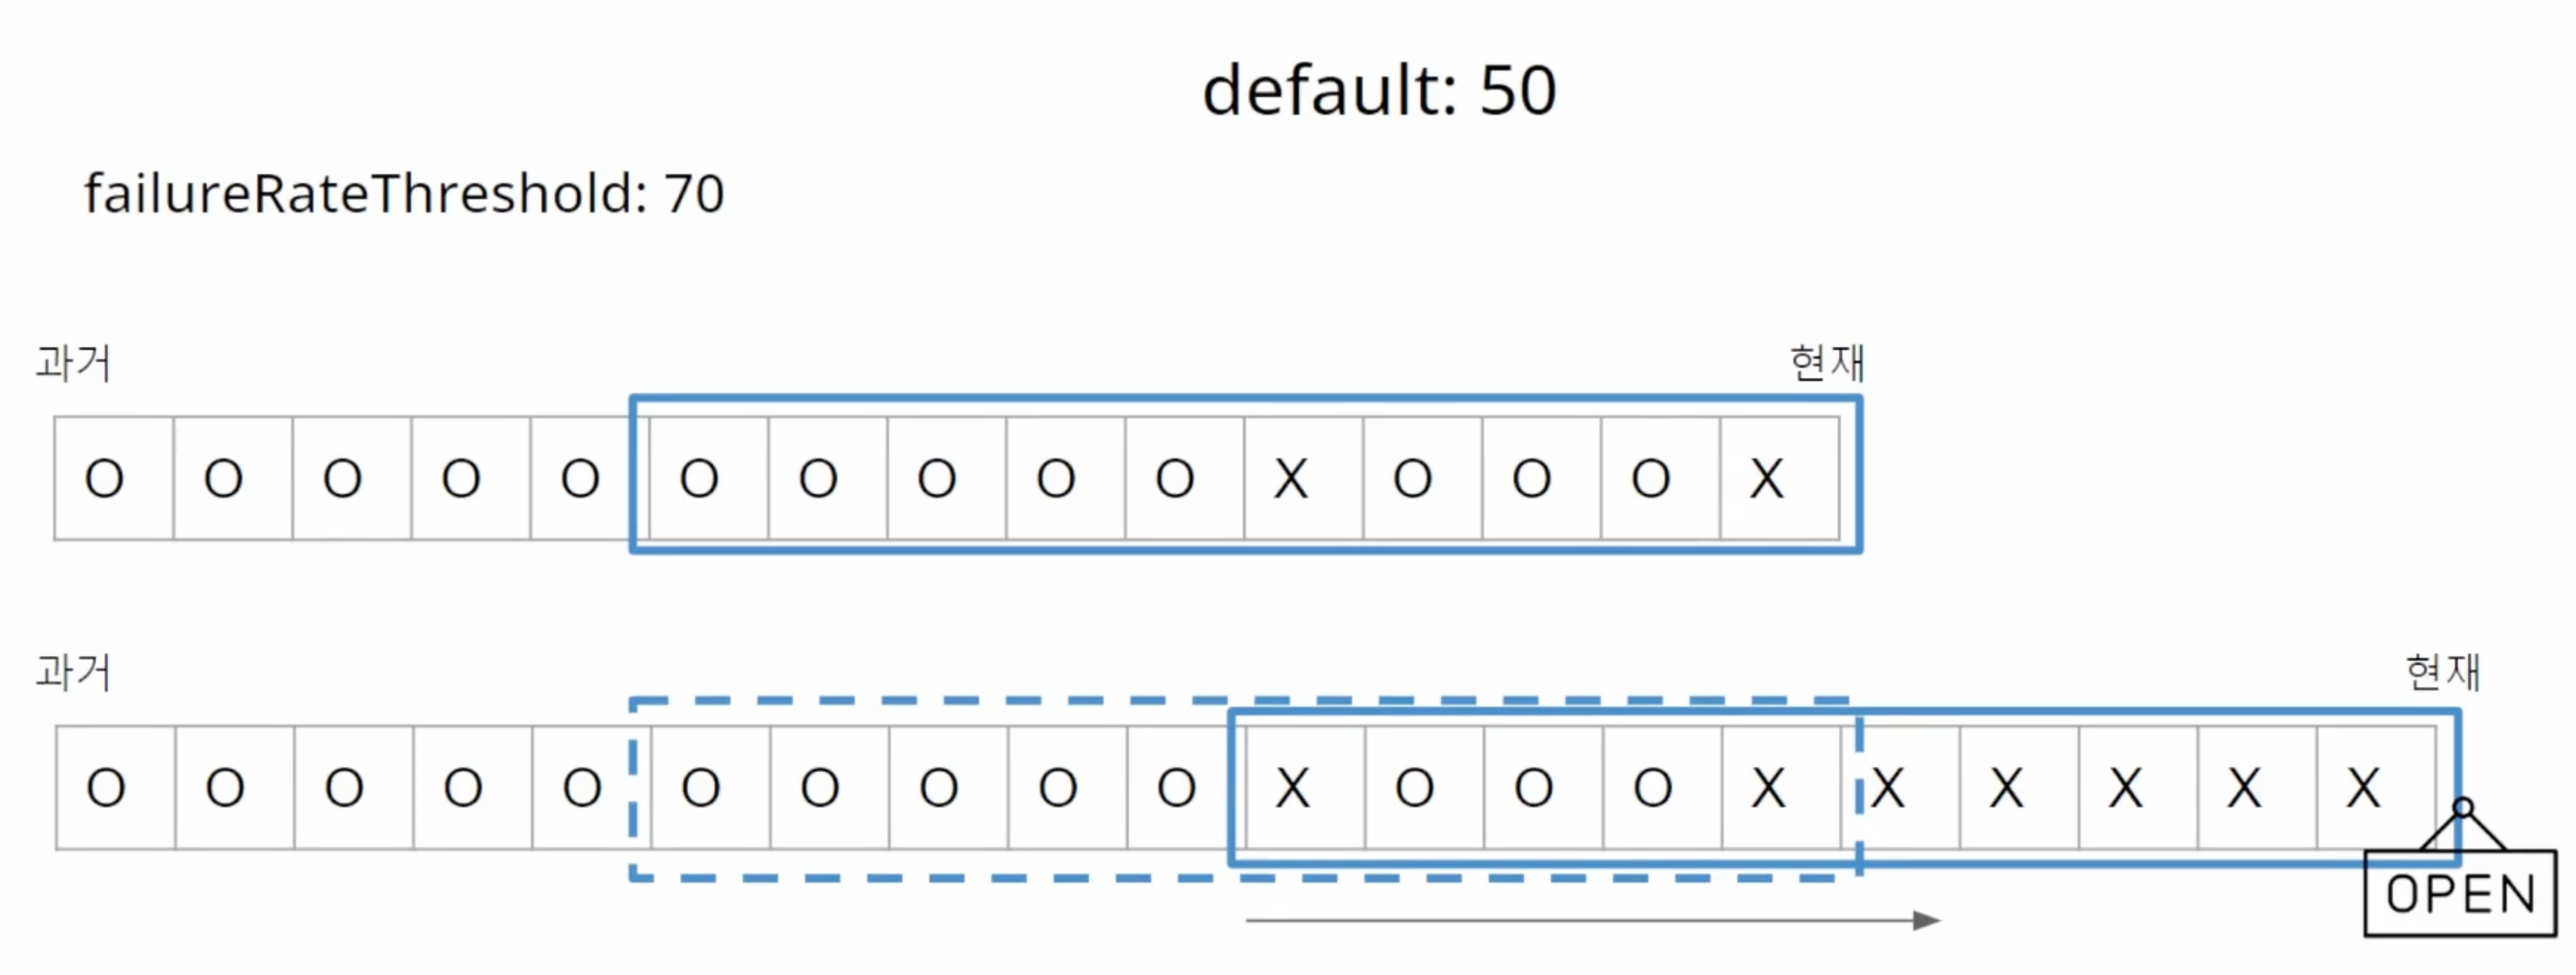 default: 50
failureRateThreshold: 70
과거 현재
O O O O O O O O O O X O O O X
과거 현재
O O O O O O O O O O X O O O X X X X X X
OPEN